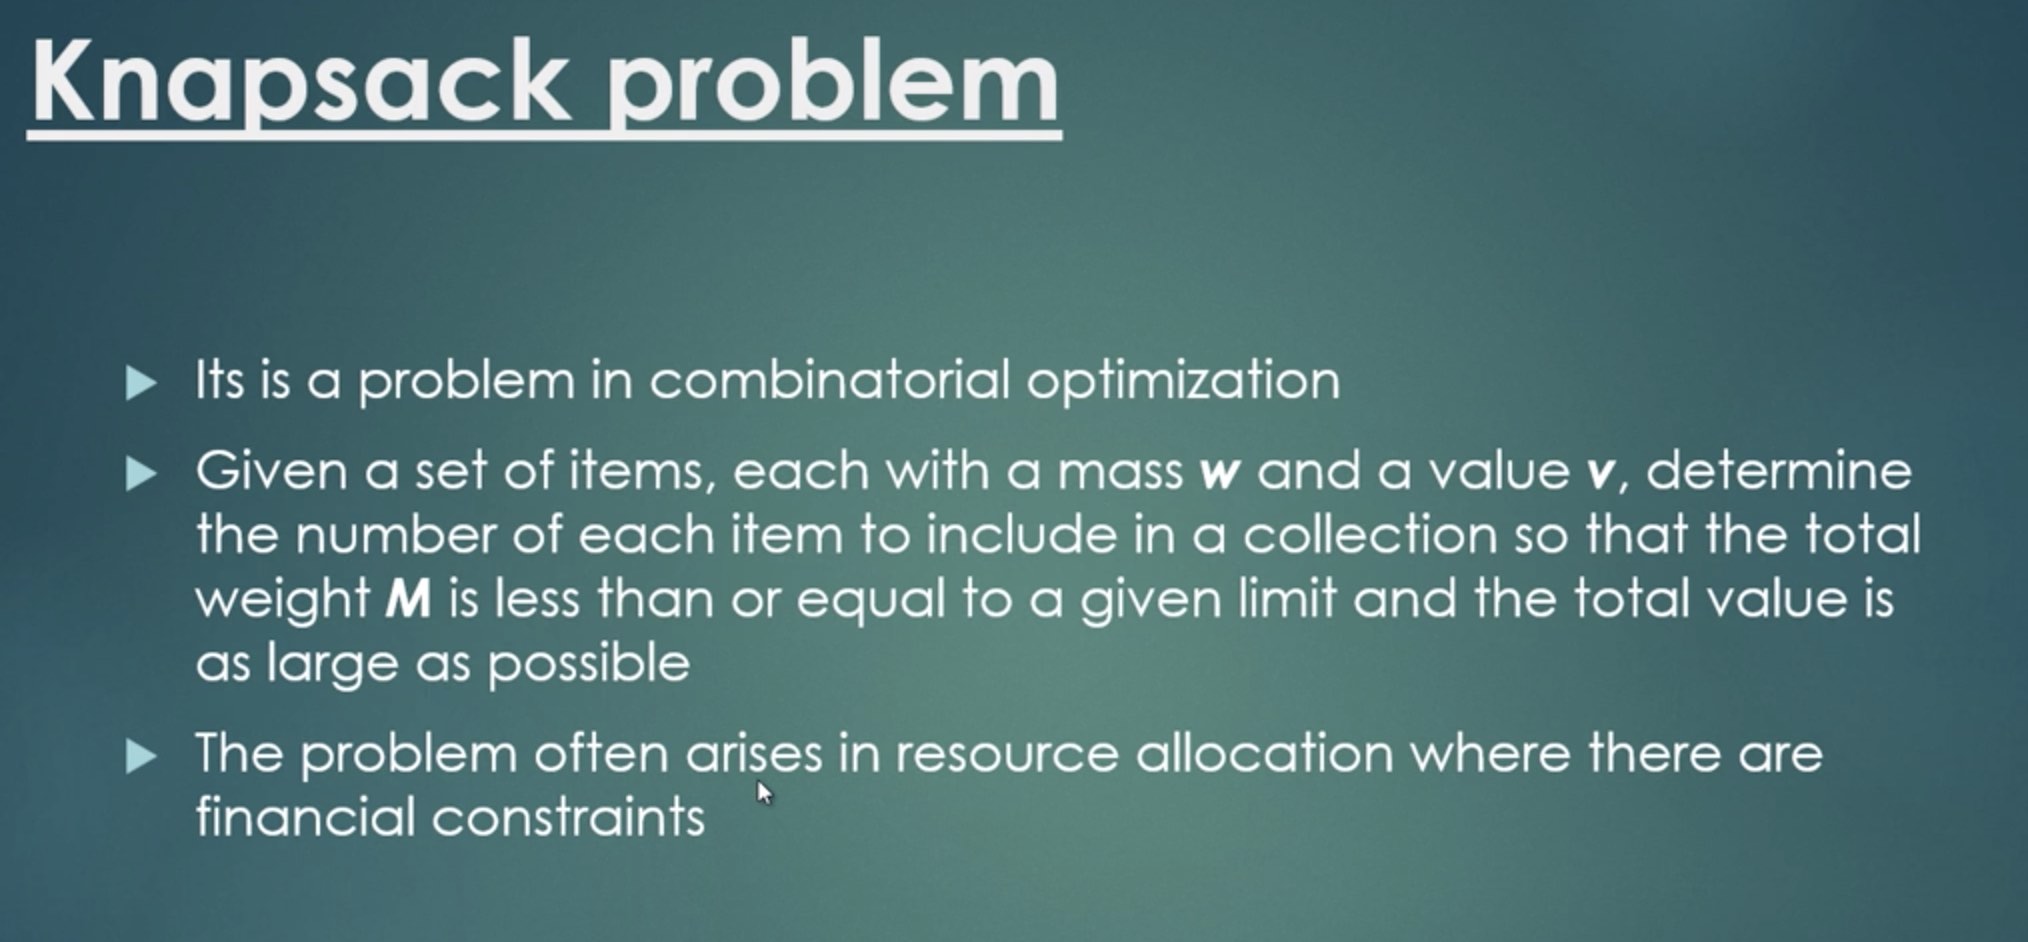 Knapsack problem
Its is a problem in combinatorial optimization
Given a set of items, each with a mass w and a value v, determine
the number of each item to include in a collection so that the total
weight M is less than or equal to a given limit and the total value is
as large as possible
The problem often arises in resource allocation where there are
financial constraints